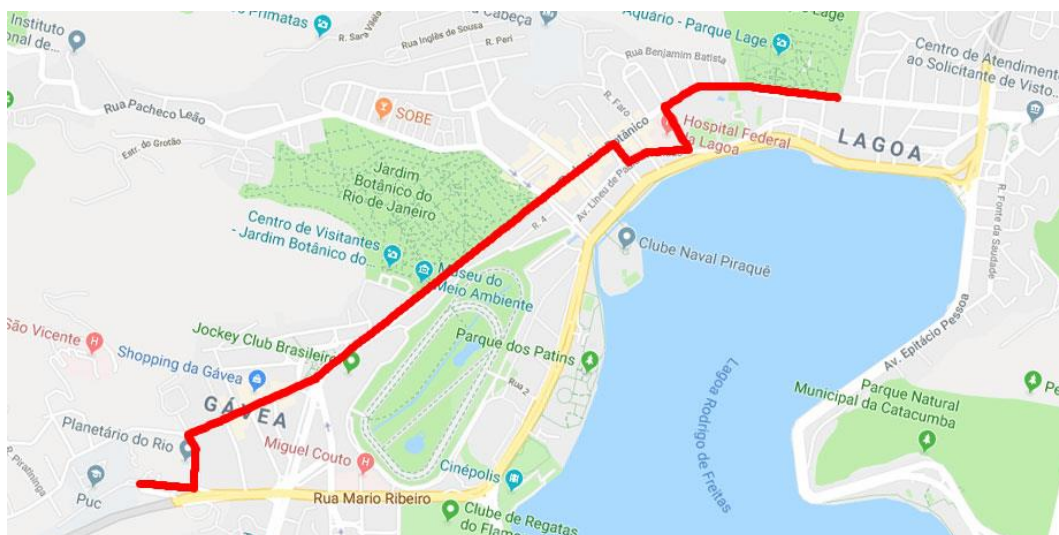 Instituto
onal de...
Primatas
R. Sara Vilela
Rua Inglês de Sousa
R. Peri
Cabeça
Aquário - Parque Lage
Lage
Rua Benjamim Batista
Centro de Atendimento
ao Solicitante de Visto...
Rua Pacheco Leão
SOBE
R. Faro
Estr. do Grotão
Hospital Federal
da Lagoa
LAGOA
Jardim
Botânico do
Rio de Janeiro
Av. Lineu de Pa
R. 4
R. Fonte da Saudade
Centro de Visitantes
- Jardim Botânico do...
Clube Naval Piraquê
Museu do
Meio Ambiente
São Vicente
Jockey Club Brasileiro
Parque dos Patins
Av. Epitácio Pessoa
Shopping da Gávea
Rua 2
Lagoa Rodrigo de Freitas
Parque Natural
Municipal da Catacumba
Pe
GÁVEA
Planetário do Rio
R. Piratininga
Miguel Couto
Cinépolis
Puc
Rua Mario Ribeiro
Clube de Regatas
do Flame